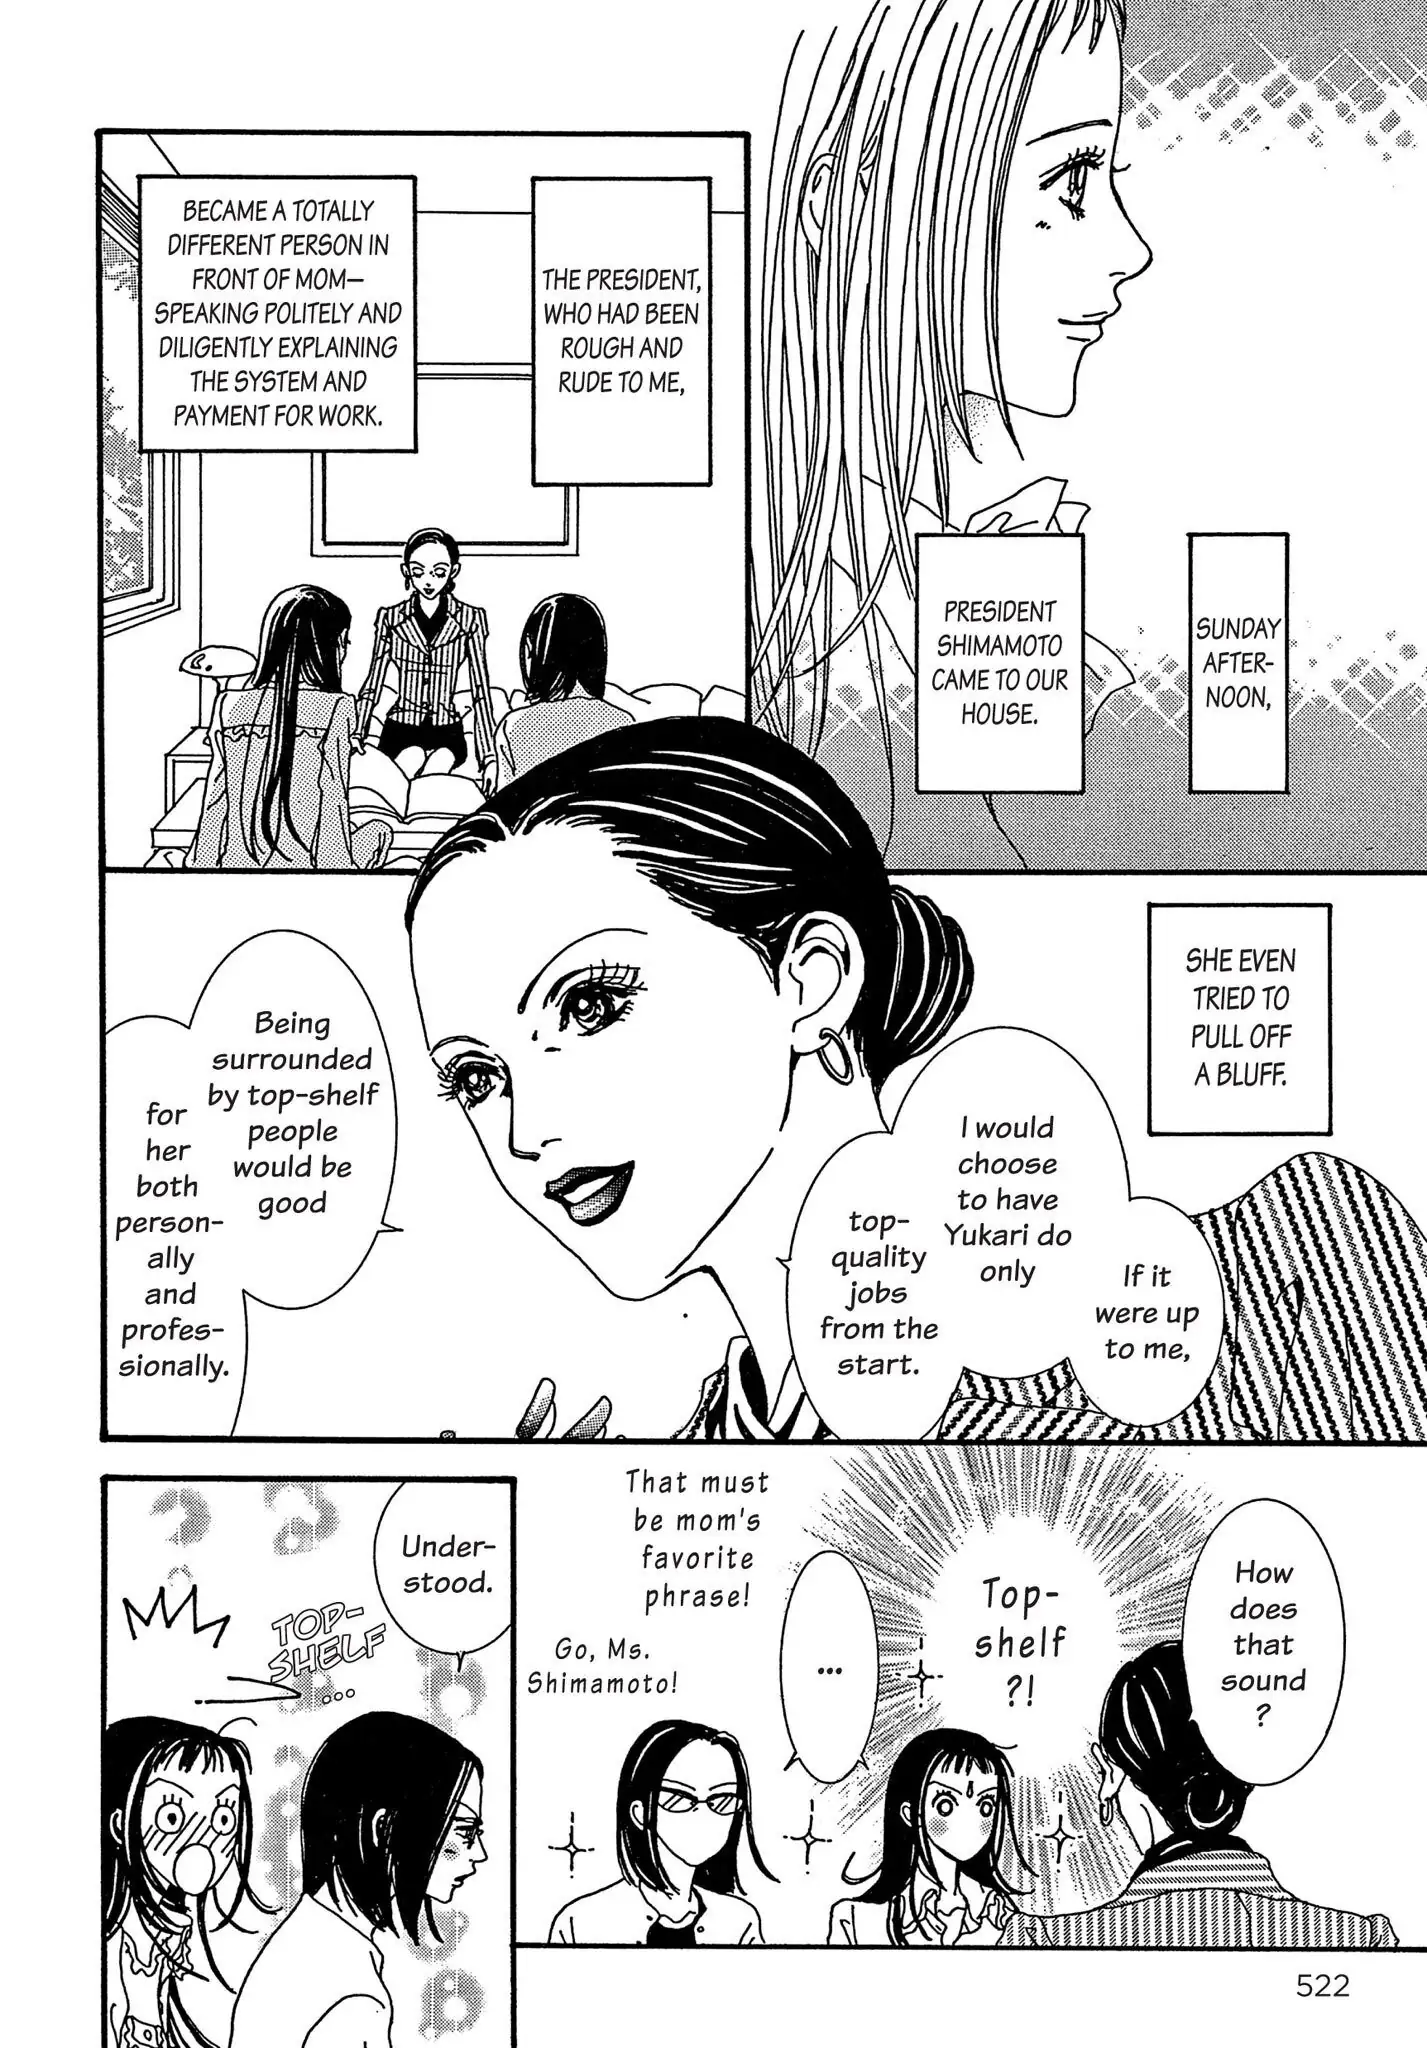 SUNDAY
AFTER-
NOON,
PRESIDENT
SHIMAMOTO
CAME TO OUR
HOUSE.
THE PRESIDENT,
WHO HAD BEEN
ROUGH AND
RUDE TO ME,
BECAME A TOTALLY
DIFFERENT PERSON IN
FRONT OF MOM—
SPEAKING POLITELY AND
DILIGENTLY EXPLAINING
THE SYSTEM AND
PAYMENT FOR WORK.
SHE EVEN
TRIED TO
PULL OFF
A BLUFF.
If it
were up
to me,
I would
choose
to have
Yukari do
only
top-
quality
jobs
from the
start.
Being
surrounded
by top-shelf
people
would be
good
for
her
both
person-
ally
and
profes-
sionally.
How
does
that
sound
?
Top-
shelf
?!
...
That must
be mom's
favorite
phrase!
Go, Ms.
Shimamoto!
Under-
stood.
TOP-
SHELF
...
522